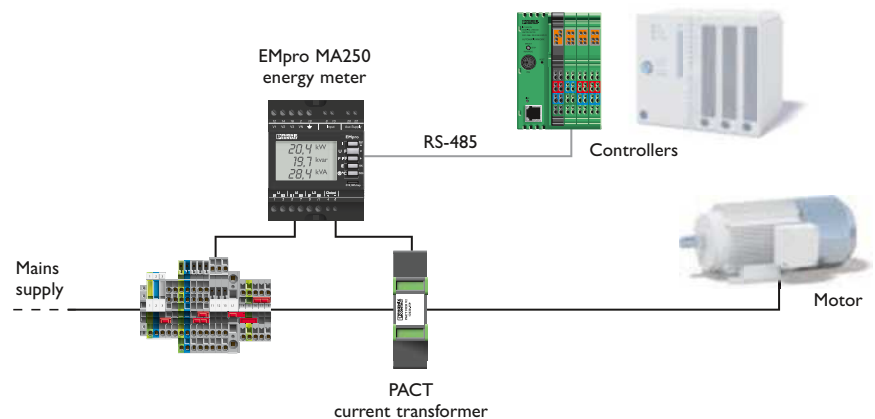 EMpro MA250
energy meter
EMpro
20,4 kW
19,7 kvar
28,4 kVA
RS-485
Controllers
Mains
supply
Motor
PACT
current transformer